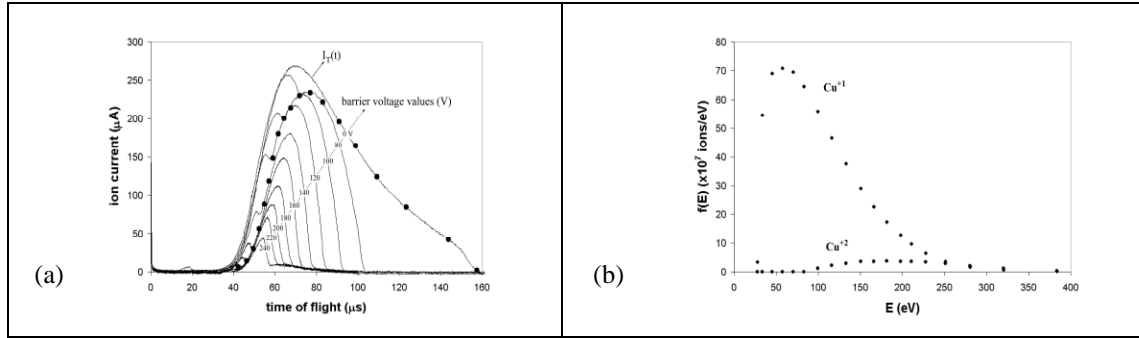 (a)
ion current (μA)
300
250
200
150
100
50
0
I_T(t)
barrier voltage values (V)
0 V
80
100
120
140
160
180
200
220
240
0 20 40 60 80 100 120 140 160
time of flight (μs)
(b)
f(E) (x10⁷ ions/eV)
80
70
60
50
40
30
20
10
0
Cu⁺¹
Cu⁺²
0 50 100 150 200 250 300 350 400
E (eV)